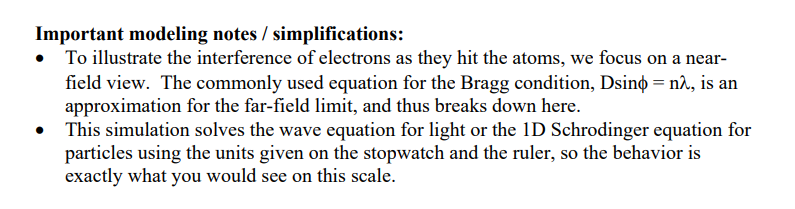 Important modeling notes / simplifications:
• To illustrate the interference of electrons as they hit the atoms, we focus on a near-
field view.  The commonly used equation for the Bragg condition, Dsinϕ = nλ, is an
approximation for the far-field limit, and thus breaks down here.
• This simulation solves the wave equation for light or the 1D Schrodinger equation for
particles using the units given on the stopwatch and the ruler, so the behavior is
exactly what you would see on this scale.